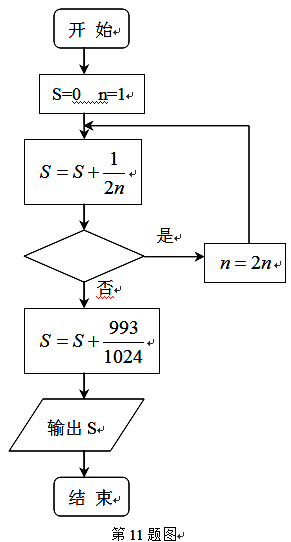 开 始
S=0 n=1
S = S + 1/2n
是
n = 2n
否
S = S + 993/1024
输出 S
结 束
第 11 题图